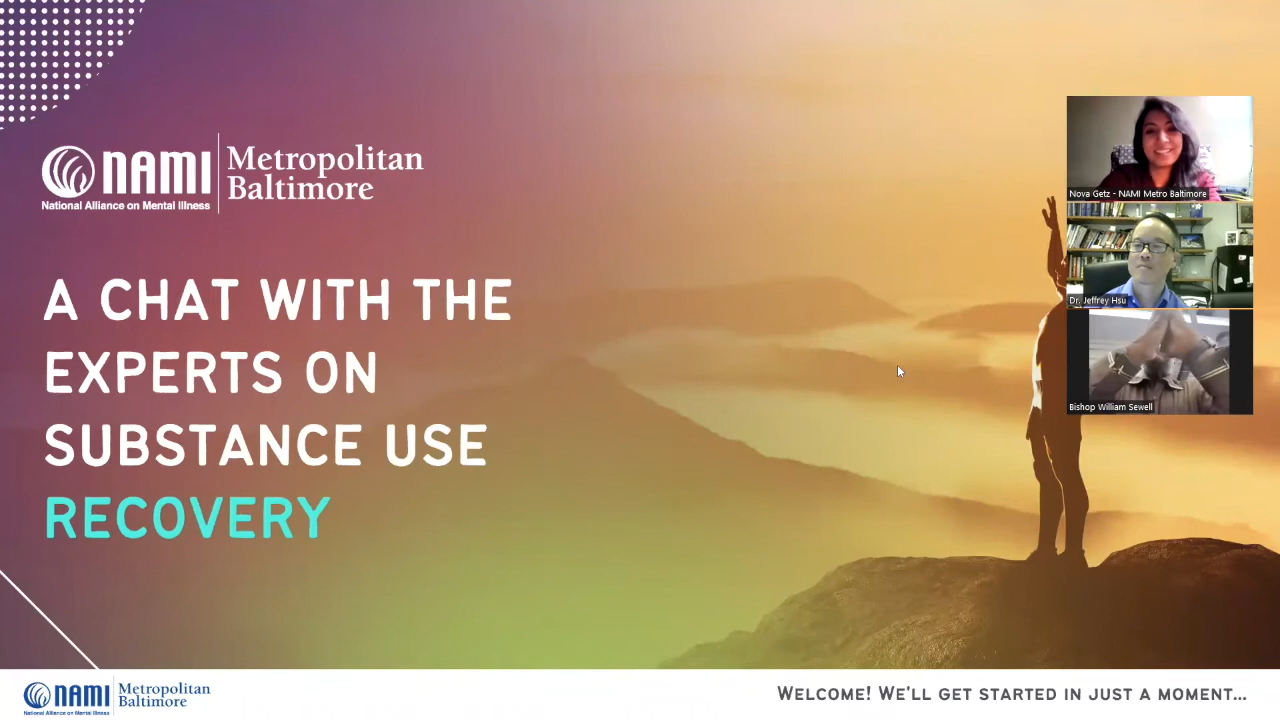 NAMI
National Alliance on Mental Illness
Metropolitan
Baltimore
A CHAT WITH THE
EXPERTS ON
SUBSTANCE USE
RECOVERY
Nova Getz - NAMI Metro Baltimore
Dr. Jeffrey Hsu
Bishop William Sewell
NAMI
National Alliance on Mental Illness
Metropolitan
Baltimore
WELCOME! WE'LL GET STARTED IN JUST A MOMENT...